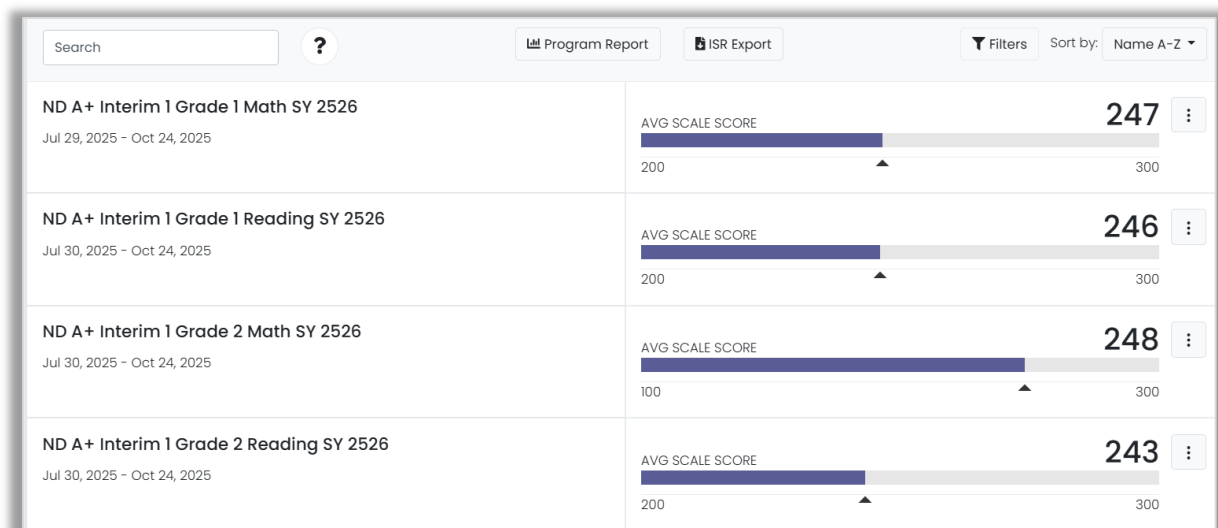 Search
?
Program Report
ISR Export
Filters
Sort by:
Name A-Z
ND A+ Interim 1 Grade 1 Math SY 2526
Jul 29, 2025 - Oct 24, 2025
AVG SCALE SCORE
247
200
300
ND A+ Interim 1 Grade 1 Reading SY 2526
Jul 30, 2025 - Oct 24, 2025
AVG SCALE SCORE
246
200
300
ND A+ Interim 1 Grade 2 Math SY 2526
Jul 30, 2025 - Oct 24, 2025
AVG SCALE SCORE
248
100
300
ND A+ Interim 1 Grade 2 Reading SY 2526
Jul 30, 2025 - Oct 24, 2025
AVG SCALE SCORE
243
200
300